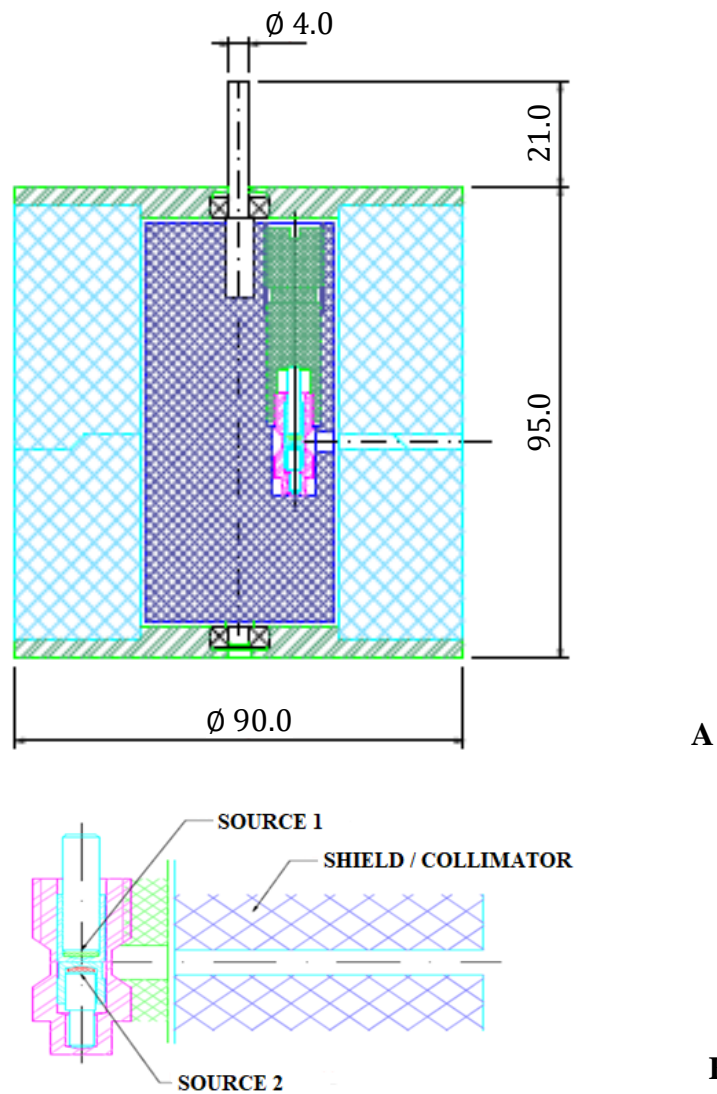 Ø 4.0
21.0
95.0
Ø 90.0
A
SOURCE 1
SHIELD / COLLIMATOR
SOURCE 2